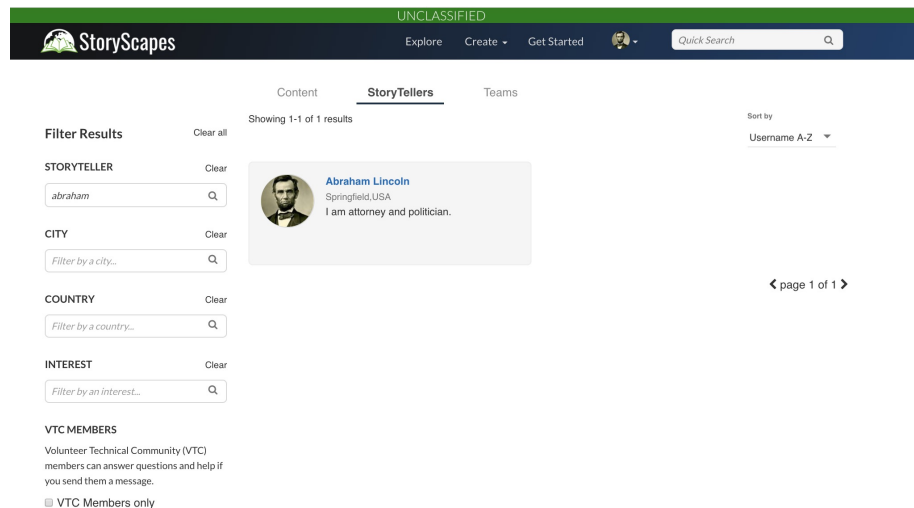 UNCLASSIFIED
StoryScapes
Explore Create Get Started Quick Search
Content StoryTellers Teams
Showing 1-1 of 1 results
Sort by
Username A-Z
Filter Results Clear all
STORYTELLER Clear
abraham
CITY Clear
Filter by a city...
COUNTRY Clear
Filter by a country...
INTEREST Clear
Filter by an interest...
VTC MEMBERS
Volunteer Technical Community (VTC)
members can answer questions and help if
you send them a message.
VTC Members only
Abraham Lincoln
Springfield,USA
I am attorney and politician.
page 1 of 1